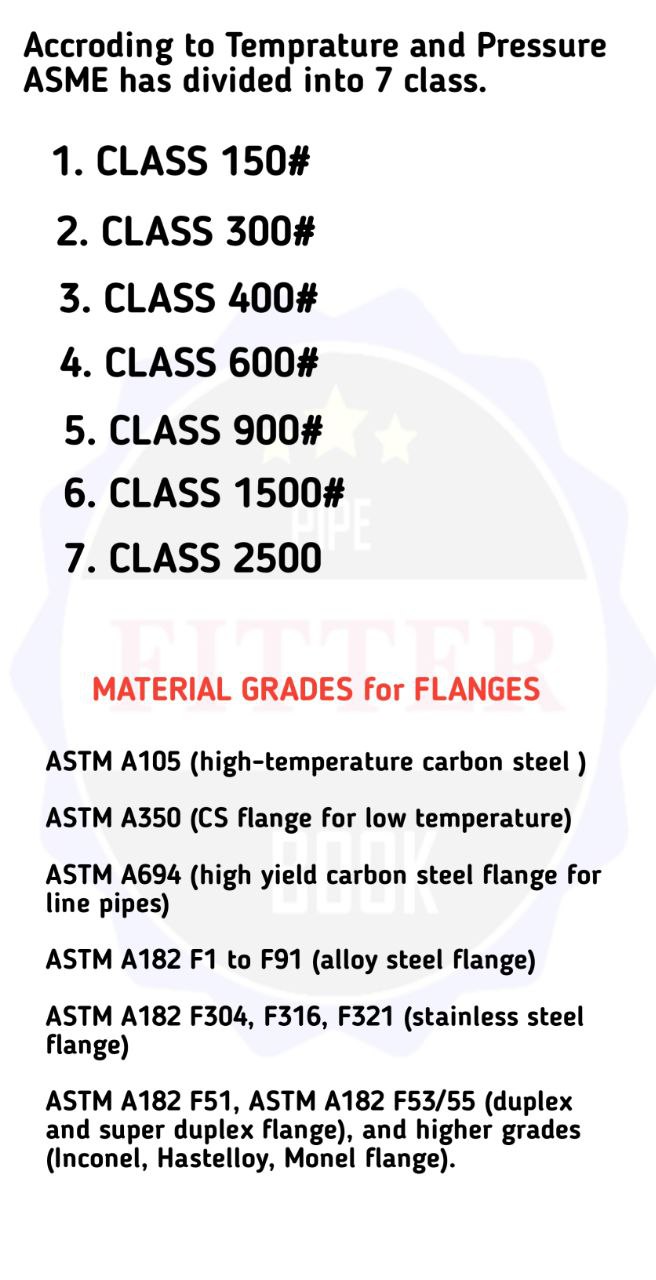 Accroding to Temprature and Pressure
ASME has divided into 7 class.
1. CLASS 150#
2. CLASS 300#
3. CLASS 400#
4. CLASS 600#
5. CLASS 900#
6. CLASS 1500#
PIPE
7. CLASS 2500
FITTER
MATERIAL GRADES for FLANGES
ASTM A105 (high-temperature carbon steel )
ASTM A350 (CS flange for low temperature)
BOOK
ASTM A694 (high yield carbon steel flange for
line pipes)
ASTM A182 F1 to F91 (alloy steel flange)
ASTM A182 F304, F316, F321 (stainless steel
flange)
ASTM A182 F51, ASTM A182 F53/55 (duplex
and super duplex flange), and higher grades
(Inconel, Hastelloy, Monel flange).